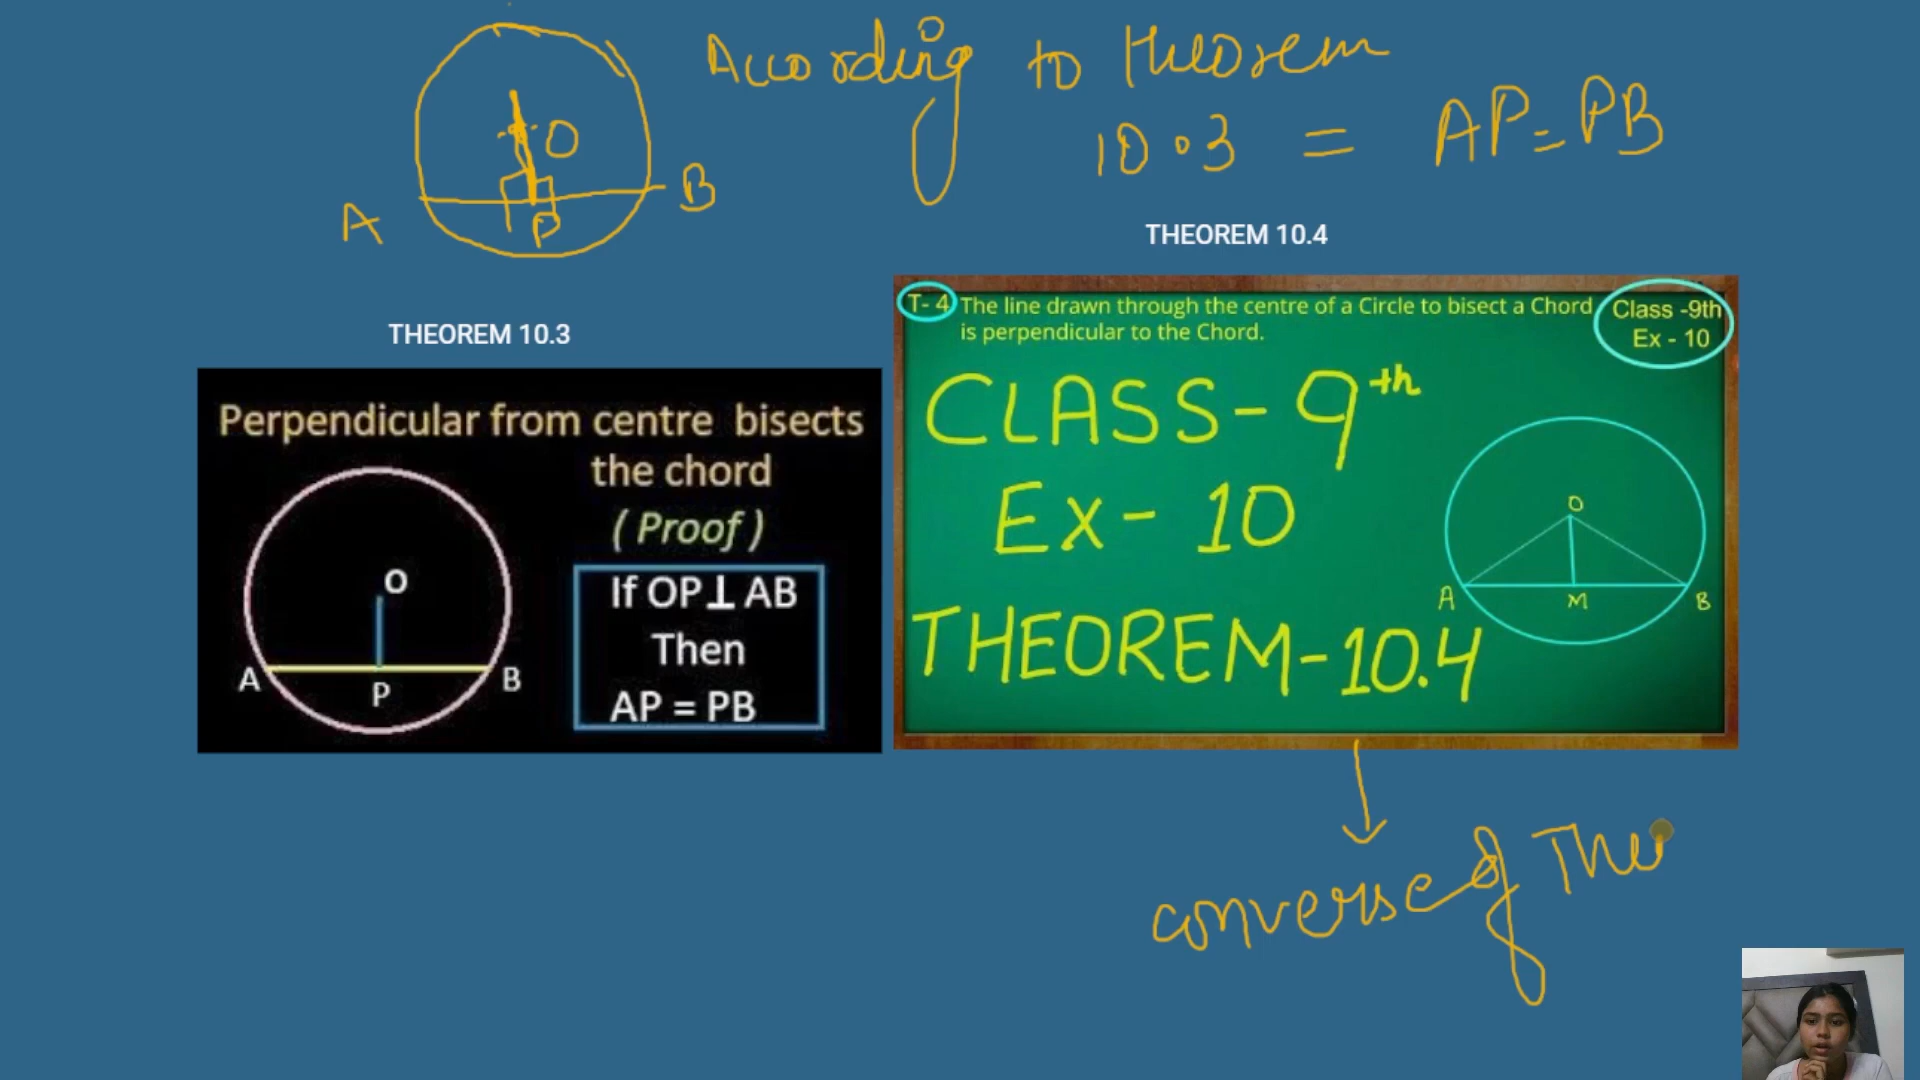 According to theorem
10.3 = AP=PB
O
A
B
P
THEOREM 10.3
Perpendicular from centre bisects
the chord
( Proof )
If OP⊥AB
Then
AP = PB
O
A
P
B
THEOREM 10.4
T- 4 The line drawn through the centre of a Circle to bisect a Chord
is perpendicular to the Chord.
Class -9th
Ex - 10
CLASS- 9th
Ex- 10
THEOREM-10.4
O
A
M
B
converse of The